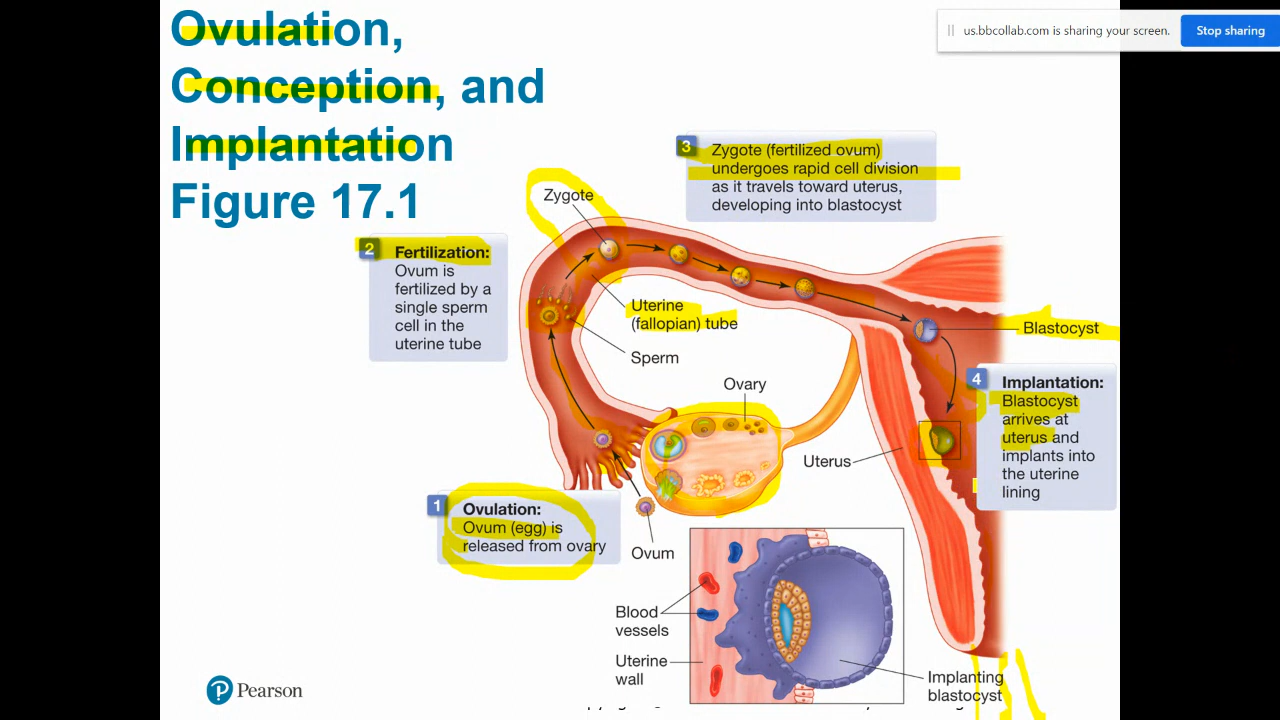 Ovulation,
Conception, and
Implantation
Figure 17.1
us.bbcollab.com is sharing your screen.
Stop sharing
3
Zygote (fertilized ovum)
undergoes rapid cell division
as it travels toward uterus,
developing into blastocyst
Zygote
2
Fertilization:
Ovum is
fertilized by a
single sperm
cell in the
uterine tube
Uterine
(fallopian) tube
Sperm
Blastocyst
Ovary
4
Implantation:
Blastocyst
arrives at
uterus and
implants into
the uterine
lining
Uterus
1
Ovulation:
Ovum (egg) is
released from ovary
Ovum
Blood
vessels
Uterine
wall
Implanting
blastocyst
Pearson